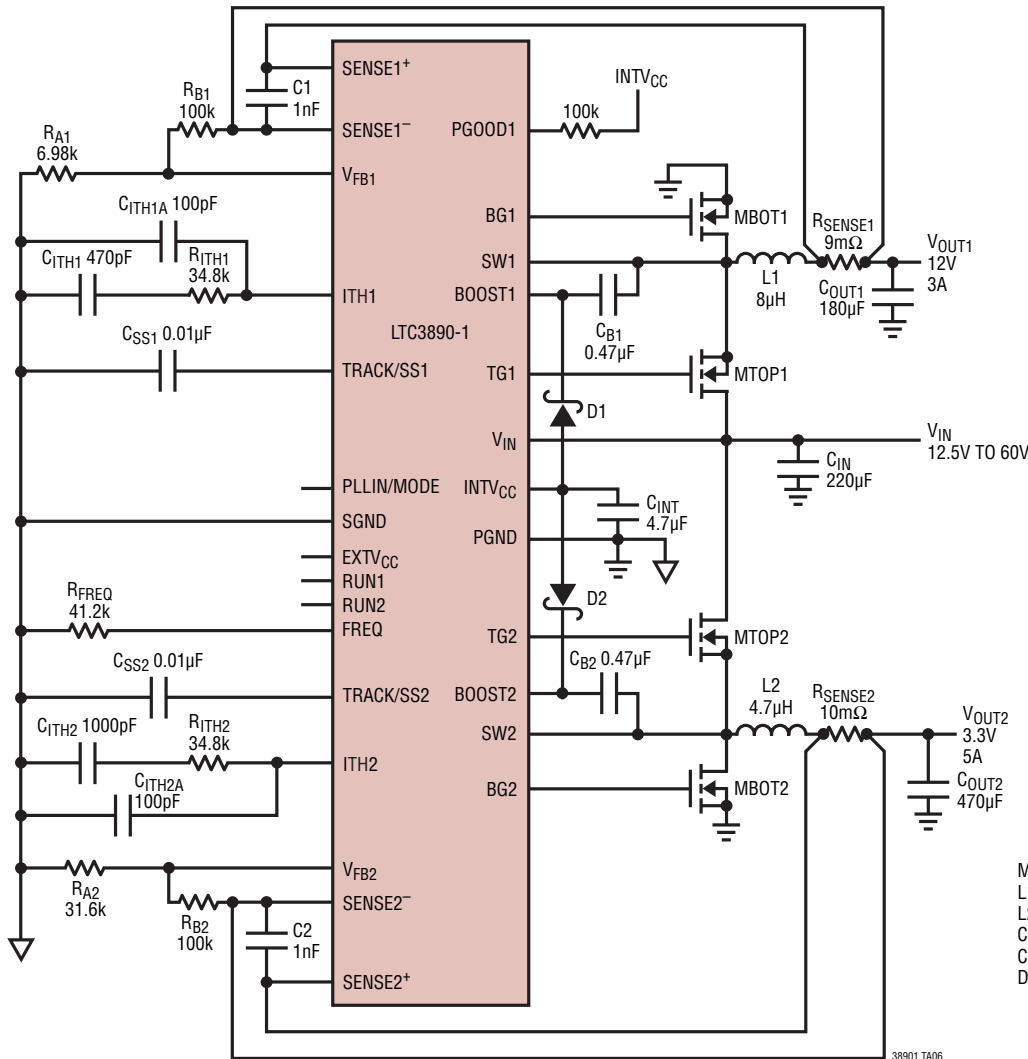 SENSE1+
C1
1nF
RB1
100k
SENSE1–
RA1
6.98k
VFB1
CITH1A 100pF
CITH1 470pF
RITH1
34.8k
ITH1
CSS1 0.01µF
TRACK/SS1
PLLIN/MODE
SGND
EXTVCC
RUN1
RUN2
RFREQ
41.2k
FREQ
CSS2 0.01µF
TRACK/SS2
CITH2 1000pF
RITH2
34.8k
ITH2
CITH2A
100pF
RA2
31.6k
VFB2
RB2
100k
SENSE2–
C2
1nF
SENSE2+
LTC3890-1
INTVCC
100k
PGOOD1
BG1
MBOT1
SW1
L1
8µH
RSENSE1
9mΩ
VOUT1
12V
3A
COUT1
180µF
BOOST1
CB1
0.47µF
TG1
MTOP1
D1
VIN
VIN
12.5V TO 60V
CIN
220µF
INTVCC
CINT
4.7µF
PGND
D2
TG2
MTOP2
CB2 0.47µF
BOOST2
SW2
L2
4.7µH
RSENSE2
10mΩ
VOUT2
3.3V
5A
COUT2
470µF
BG2
MBOT2
M
L1
L2
C
C
D
38901 TA06